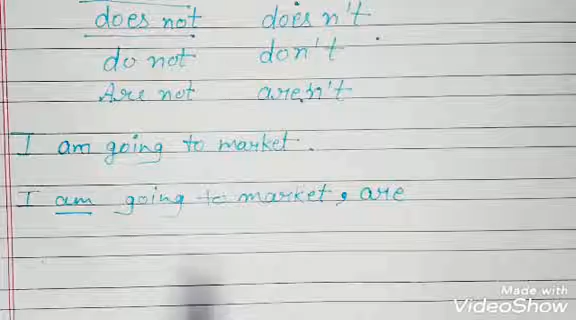 does not does n't
do not don't
Are not aren't
I am going to market.
I am going to market, are
Made with
VideoShow